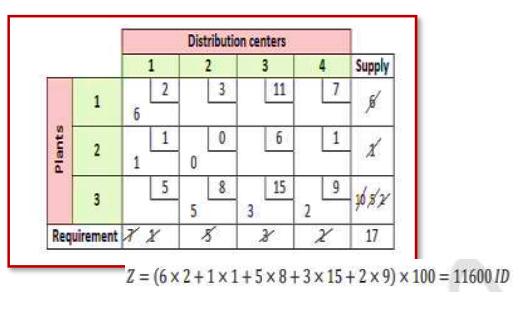 Distribution centers
1 2 3 4 Supply
Plants
1 2 3 11 7 6
6
2 1 0 6 1 1
1 0
3 5 8 15 9 10 5 2
5 3 2
Requirement 7 1 5 3 2 17
Z = (6 × 2 + 1 × 1 + 5 × 8 + 3 × 15 + 2 × 9) × 100 = 11600 ID